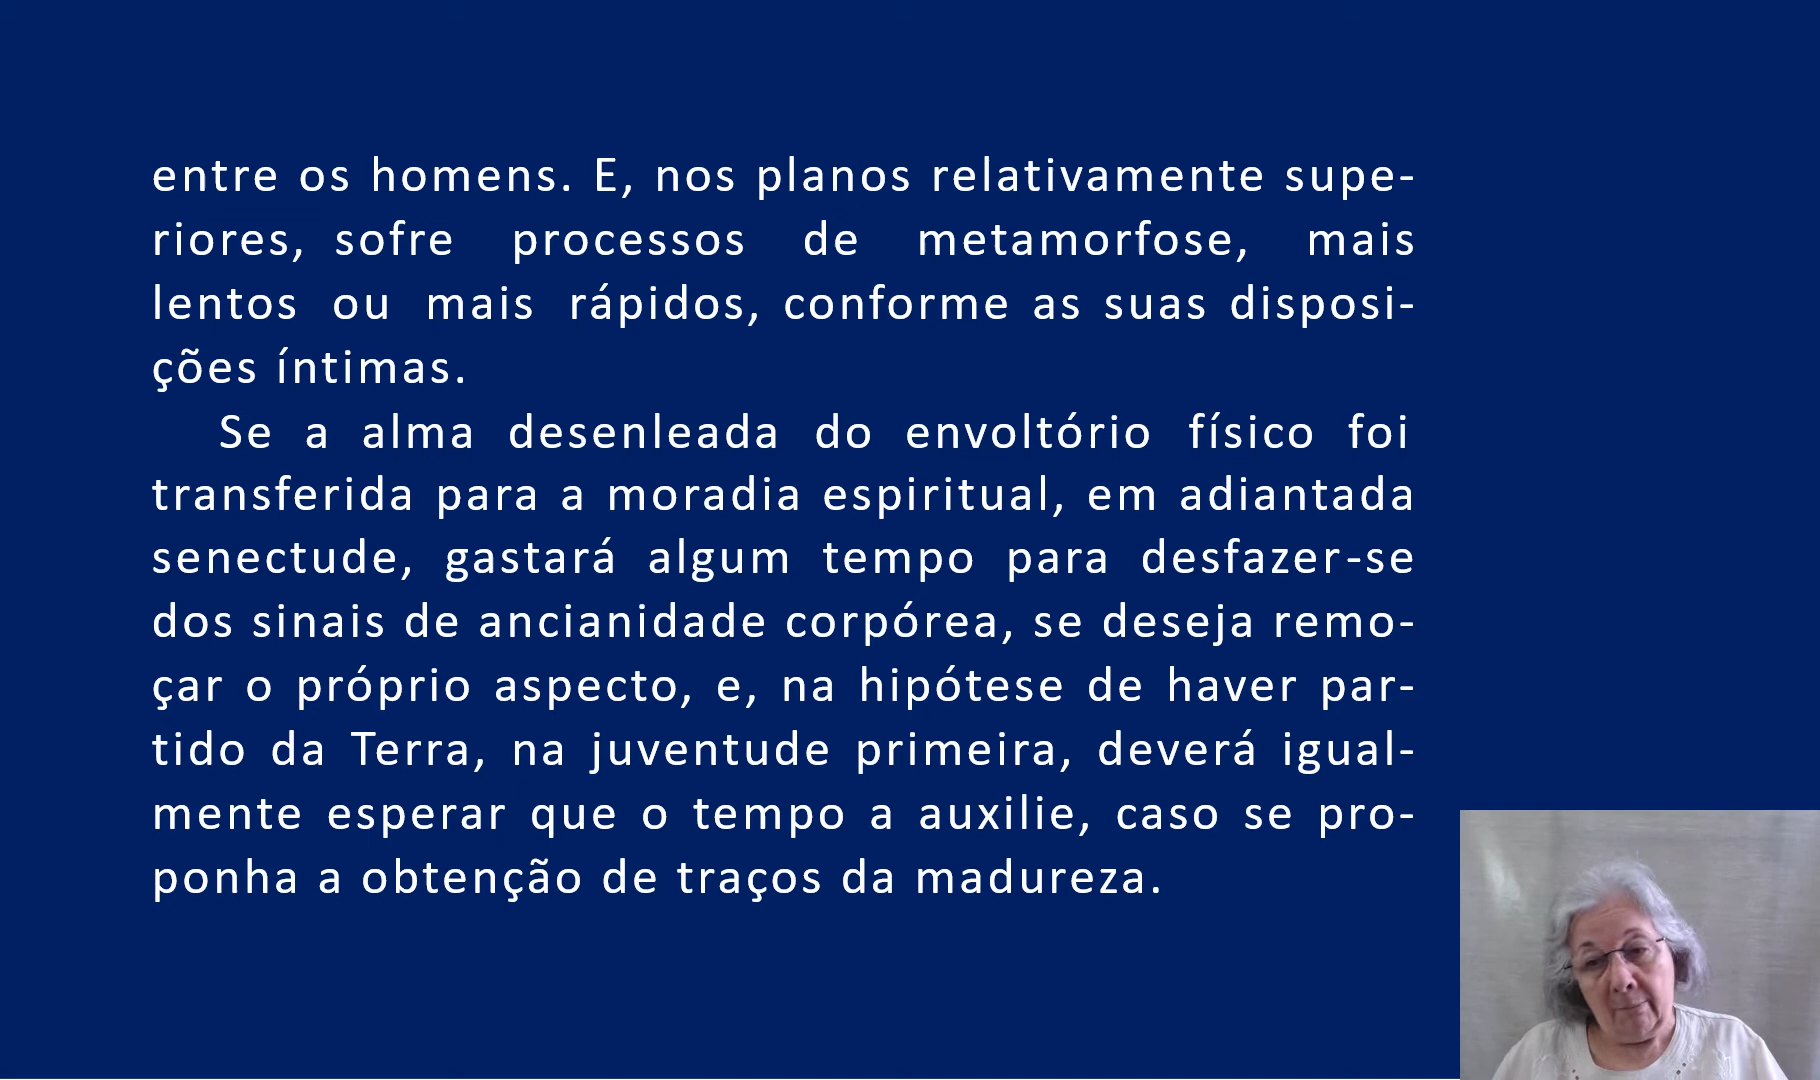 entre os homens. E, nos planos relativamente supe-
riores, sofre processos de metamorfose, mais
lentos ou mais rápidos, conforme as suas disposi-
ções íntimas.
Se a alma desenleada do envoltório físico foi
transferida para a moradia espiritual, em adiantada
senectude, gastará algum tempo para desfazer-se
dos sinais de ancianidade corpórea, se deseja remo-
çar o próprio aspecto, e, na hipótese de haver par-
tido da Terra, na juventude primeira, deverá igual-
mente esperar que o tempo a auxilie, caso se pro-
ponha a obtenção de traços da madureza.